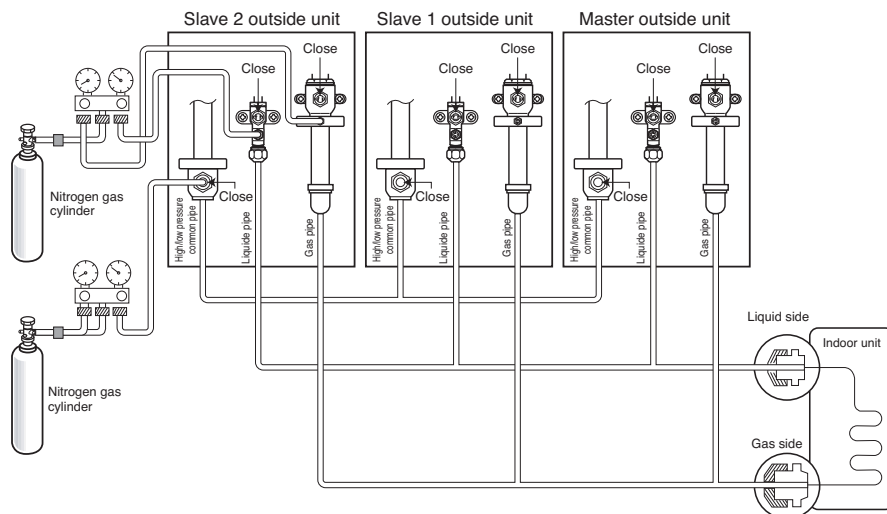 Slave 2 outside unit
Slave 1 outside unit
Master outside unit
Close
Close
Close
Close
Close
Close
Close
Close
Close
Nitrogen gas
cylinder
High/low pressure
common pipe
Liquide pipe
Gas pipe
High/low pressure
common pipe
Liquide pipe
Gas pipe
High/low pressure
common pipe
Liquide pipe
Gas pipe
Nitrogen gas
cylinder
Liquid side
Indoor unit
Gas side